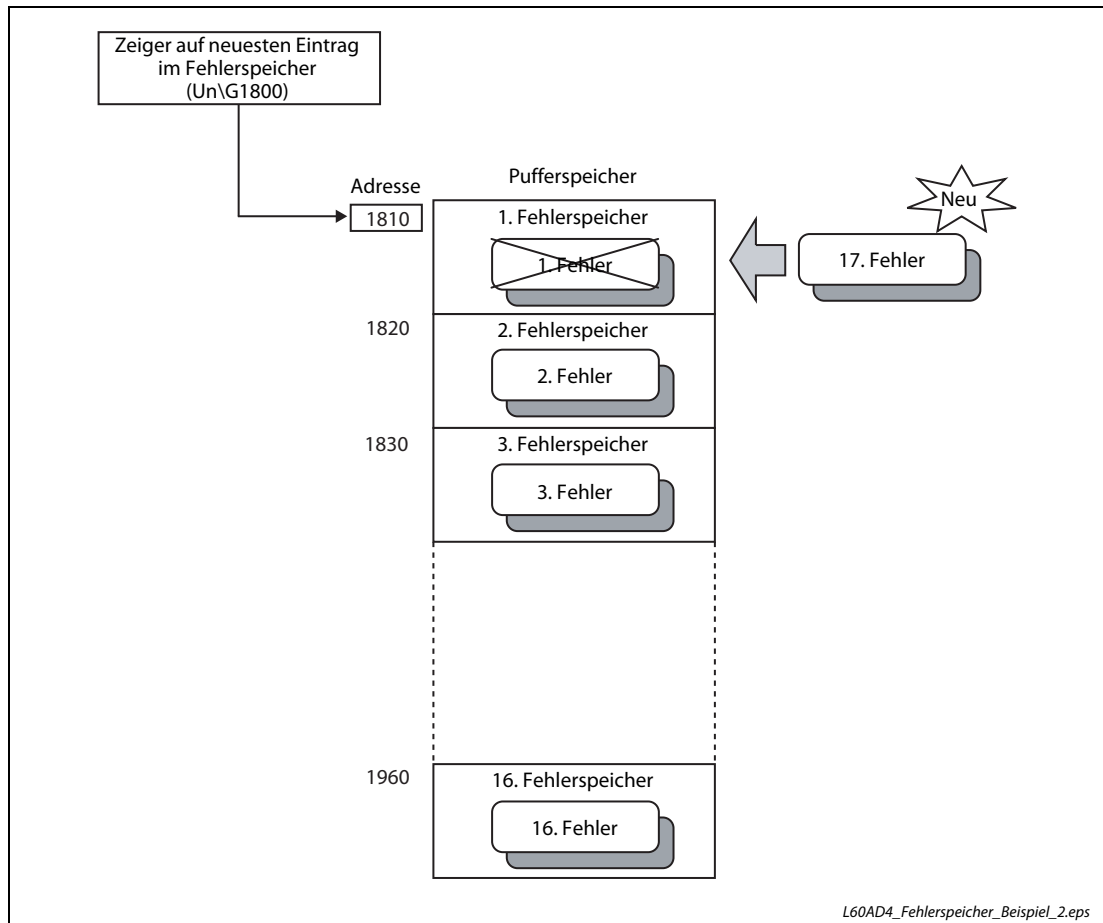 Zeiger auf neuesten Eintrag
im Fehlerspeicher
(Un\G1800)
Adresse
Pufferspeicher
1810
1. Fehlerspeicher
1. Fehler
Neu
17. Fehler
1820
2. Fehlerspeicher
2. Fehler
1830
3. Fehlerspeicher
3. Fehler
1960
16. Fehlerspeicher
16. Fehler
L60AD4_Fehlerspeicher_Beispiel_2.eps